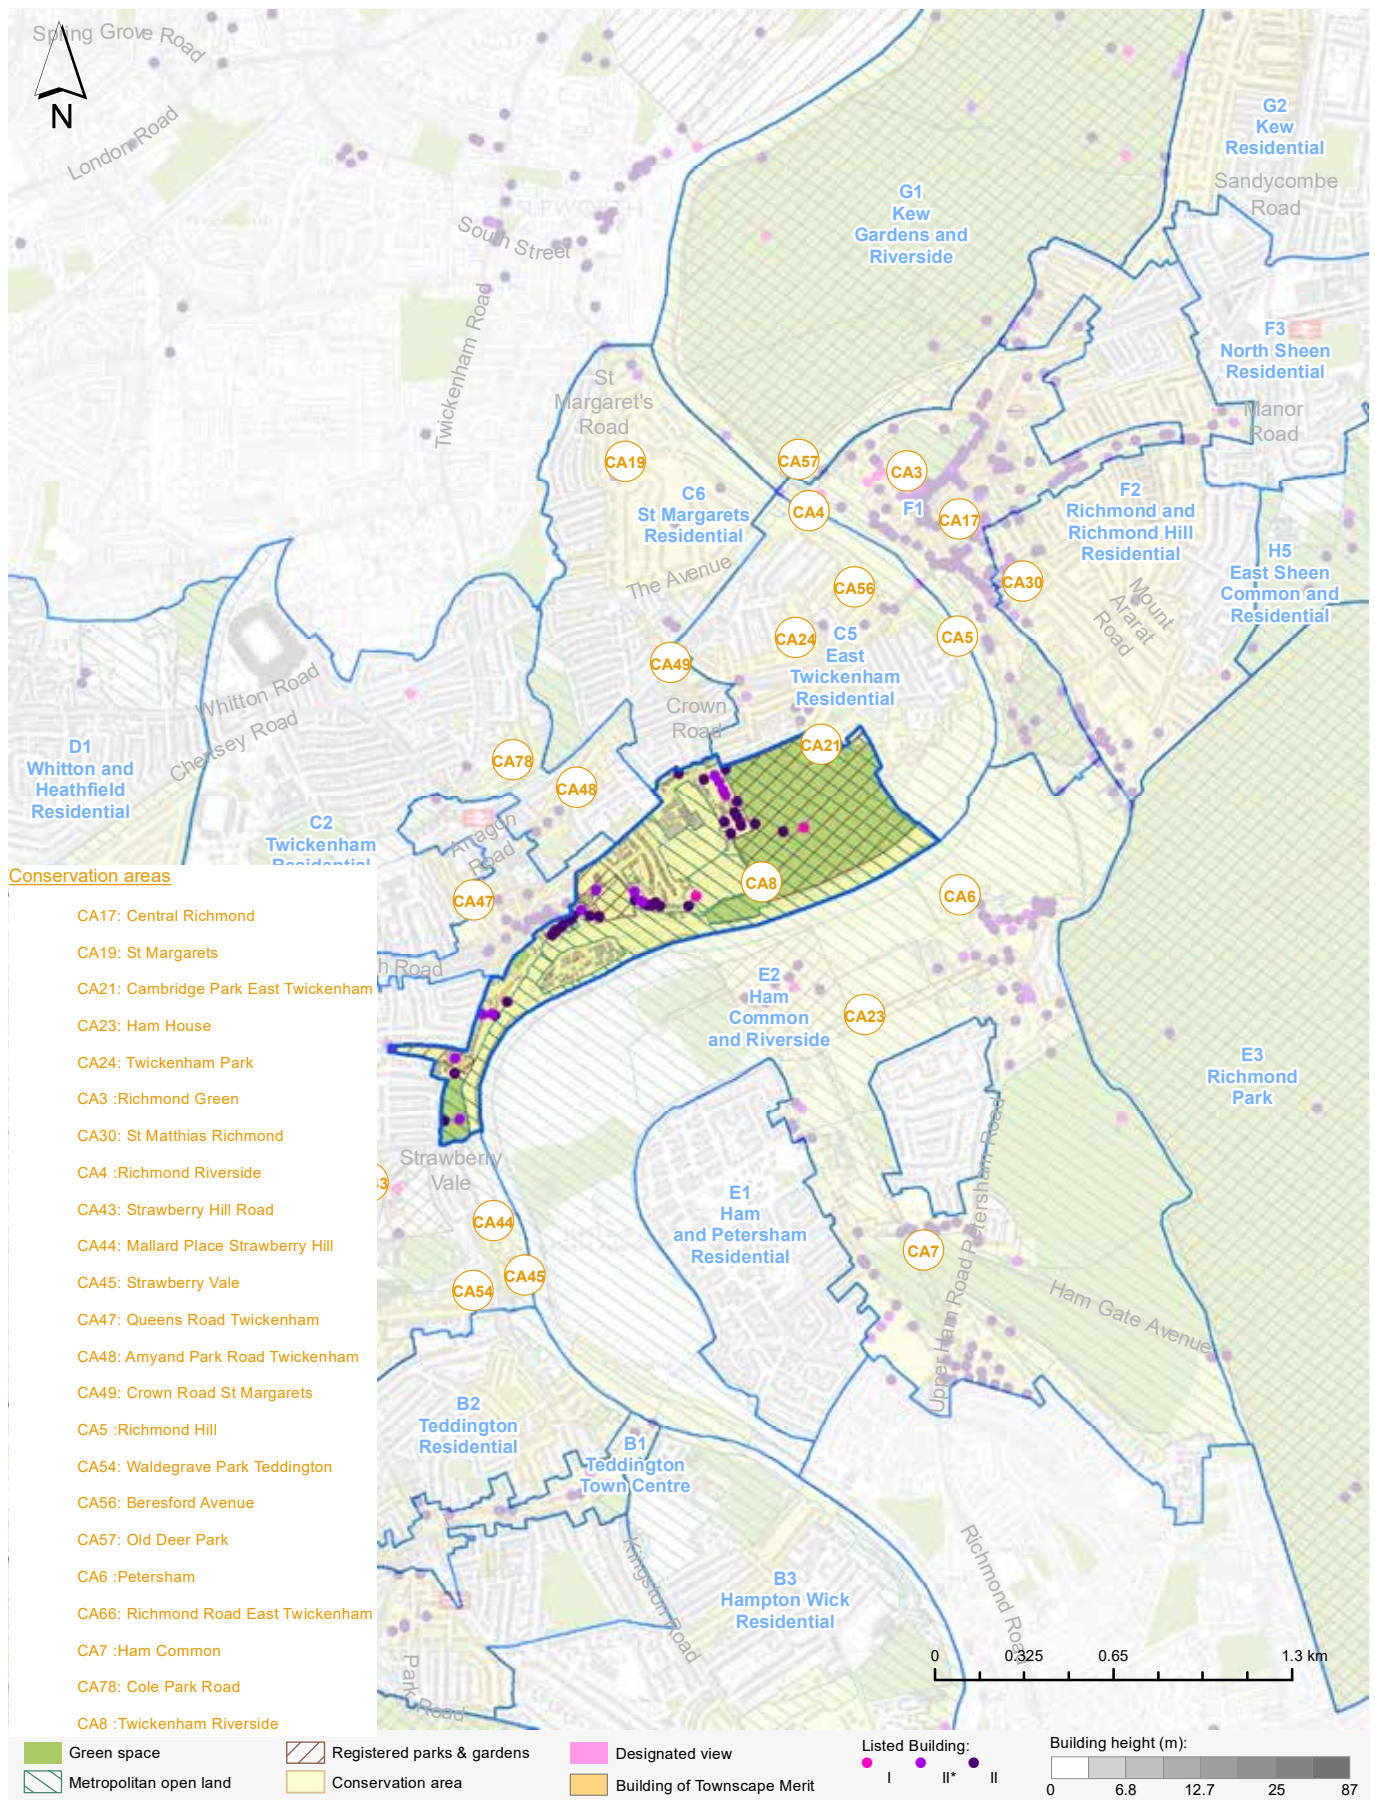 Spring Grove Road
N
London Road
South Street
ISLEWORTH
Twickenham Road
G2
Kew
Residential
Sandycombe
Road
G1
Kew
Gardens and
Riverside
F3
North Sheen
Residential
Manor
Road
St
Margaret's
Road
CA19
CA57
CA3
C6
St Margarets
Residential
CA4
F1
CA17
F2
Richmond and
Richmond Hill
Residential
H5
East Sheen
Common and
Residential
The Avenue
CA56
CA30
Mount
Ararat
Road
CA24
C5
East
Twickenham
Residential
CA5
CA49
Crown
Road
Whitton Road
Chertsey Road
D1
Whitton and
Heathfield
Residential
CA78
CA48
CA21
C2
Twickenham
Residential
Arragon
Road
CA47
CA8
CA6
h Road
E2
Ham
Common
and Riverside
CA23
E3
Richmond
Park
Strawberry
Vale
CA44
CA45
CA54
E1
Ham
and Petersham
Residential
CA7
Petersham Road
Upper Ham Road
Ham Gate Avenue
B2
Teddington
Residential
B1
Teddington
Town Centre
B3
Hampton Wick
Residential
Kingston Road
Richmond Road
Park Road
Conservation areas
CA17: Central Richmond
CA19: St Margarets
CA21: Cambridge Park East Twickenham
CA23: Ham House
CA24: Twickenham Park
CA3 :Richmond Green
CA30: St Matthias Richmond
CA4 :Richmond Riverside
CA43: Strawberry Hill Road
CA44: Mallard Place Strawberry Hill
CA45: Strawberry Vale
CA47: Queens Road Twickenham
CA48: Amyand Park Road Twickenham
CA49: Crown Road St Margarets
CA5 :Richmond Hill
CA54: Waldegrave Park Teddington
CA56: Beresford Avenue
CA57: Old Deer Park
CA6 :Petersham
CA66: Richmond Road East Twickenham
CA7 :Ham Common
CA78: Cole Park Road
CA8 :Twickenham Riverside
0 0.325 0.65 1.3 km
Green space
Metropolitan open land
Registered parks & gardens
Conservation area
Designated view
Building of Townscape Merit
Listed Building:
I II* II
Building height (m):
0 6.8 12.7 25 87